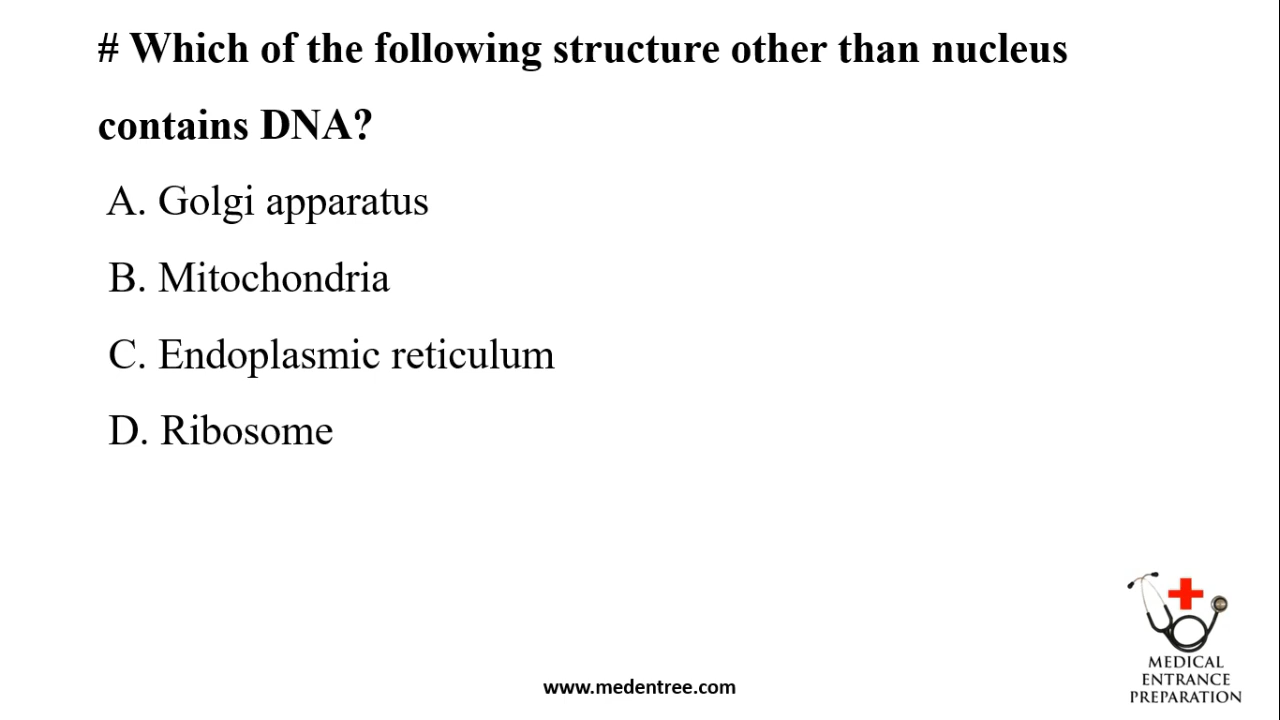 # Which of the following structure other than nucleus
contains DNA?
A. Golgi apparatus
B. Mitochondria
C. Endoplasmic reticulum
D. Ribosome
MEDICAL
ENTRANCE
PREPARATION
www.medentree.com